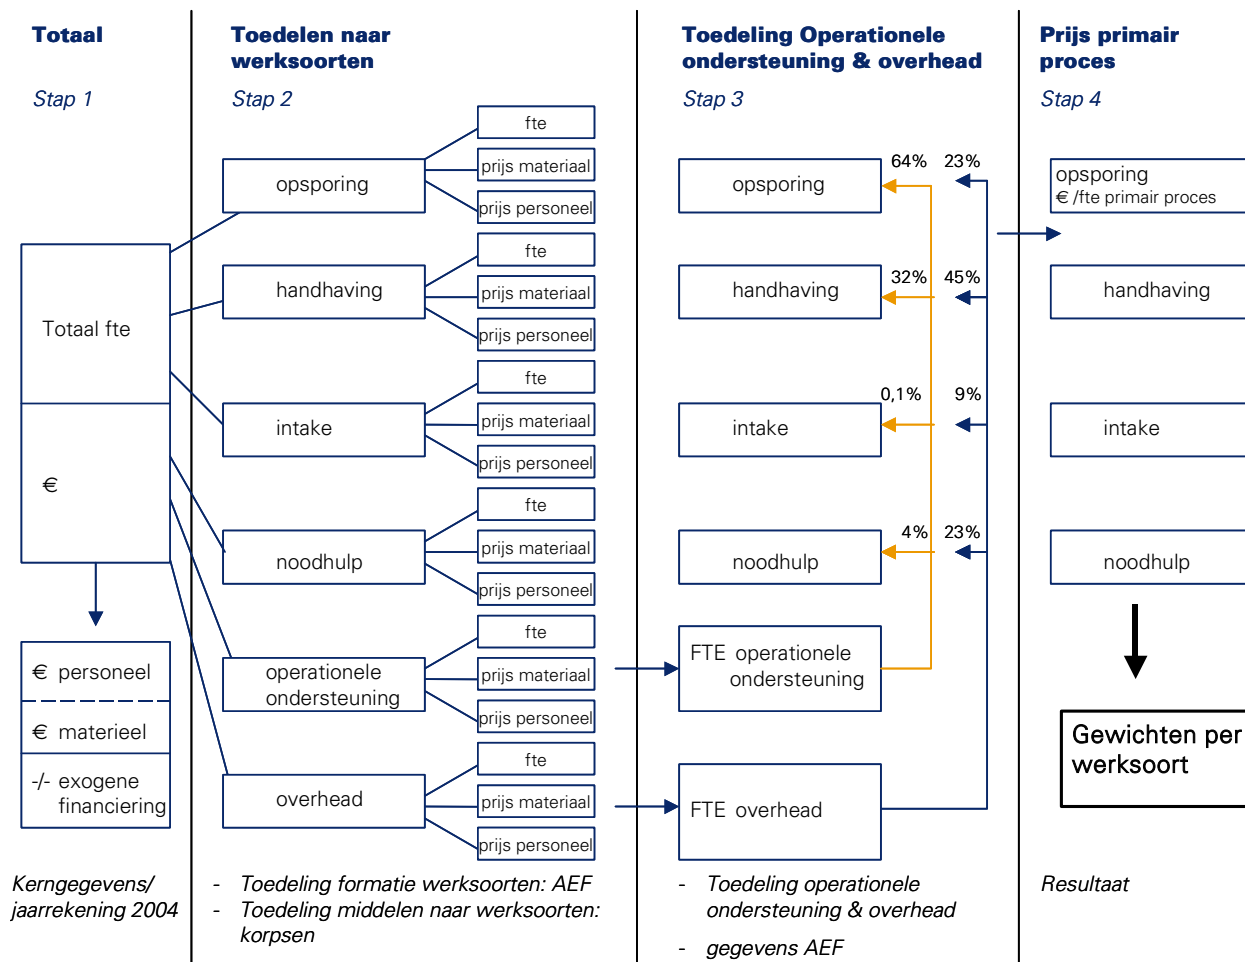 Totaal
Stap 1
Totaal fte
€
€ personeel
€ materieel
-/- exogene
financiering
Kerngegevens/
jaarrekening 2004
Toedelen naar
werksoorten
Stap 2
opsporing
fte
prijs materiaal
prijs personeel
handhaving
fte
prijs materiaal
prijs personeel
intake
fte
prijs materiaal
prijs personeel
noodhulp
fte
prijs materiaal
prijs personeel
operationele
ondersteuning
fte
prijs materiaal
prijs personeel
overhead
fte
prijs materiaal
prijs personeel
- Toedeling formatie werksoorten: AEF
- Toedeling middelen naar werksoorten:
korpsen
Toedeling Operationele
ondersteuning & overhead
Stap 3
opsporing
64% 23%
handhaving
32% 45%
intake
0,1% 9%
noodhulp
4% 23%
FTE operationele
ondersteuning
FTE overhead
- Toedeling operationele
ondersteuning & overhead
- gegevens AEF
Prijs primair
proces
Stap 4
opsporing
€ /fte primair proces
handhaving
intake
noodhulp
Gewichten per
werksoort
Resultaat